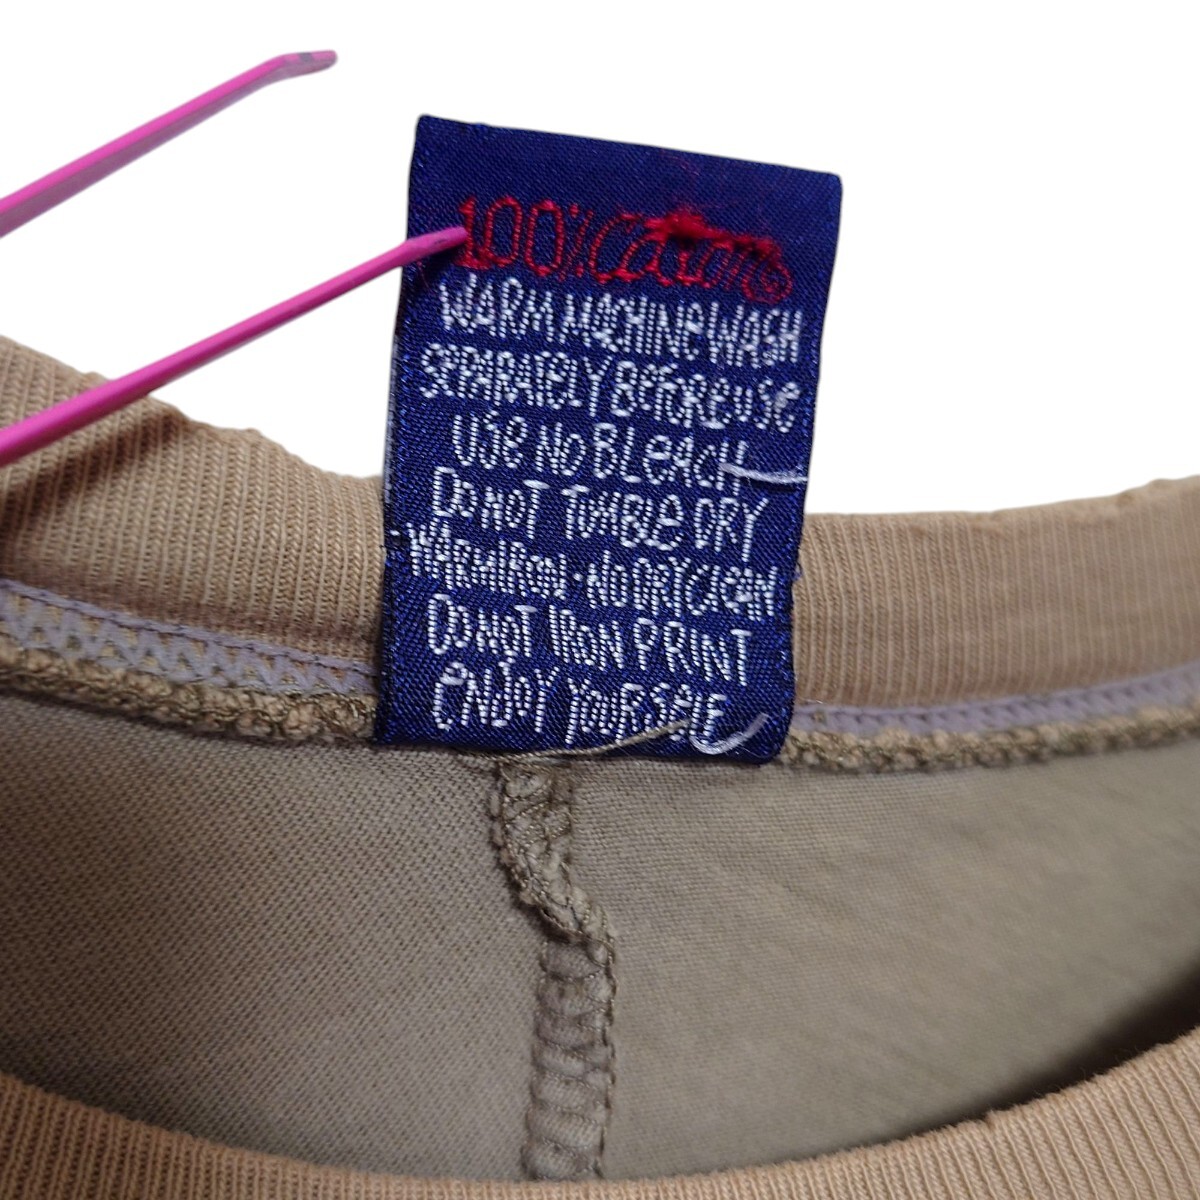 100% Cotton
WARM MACHINE WASH
SEPARATELY BEFORE USE
USE NO BLEACH
DO NOT TUMBLE DRY
WARM IRON - NO DRY CLEAN
DO NOT IRON PRINT
ENJOY YOURSELF